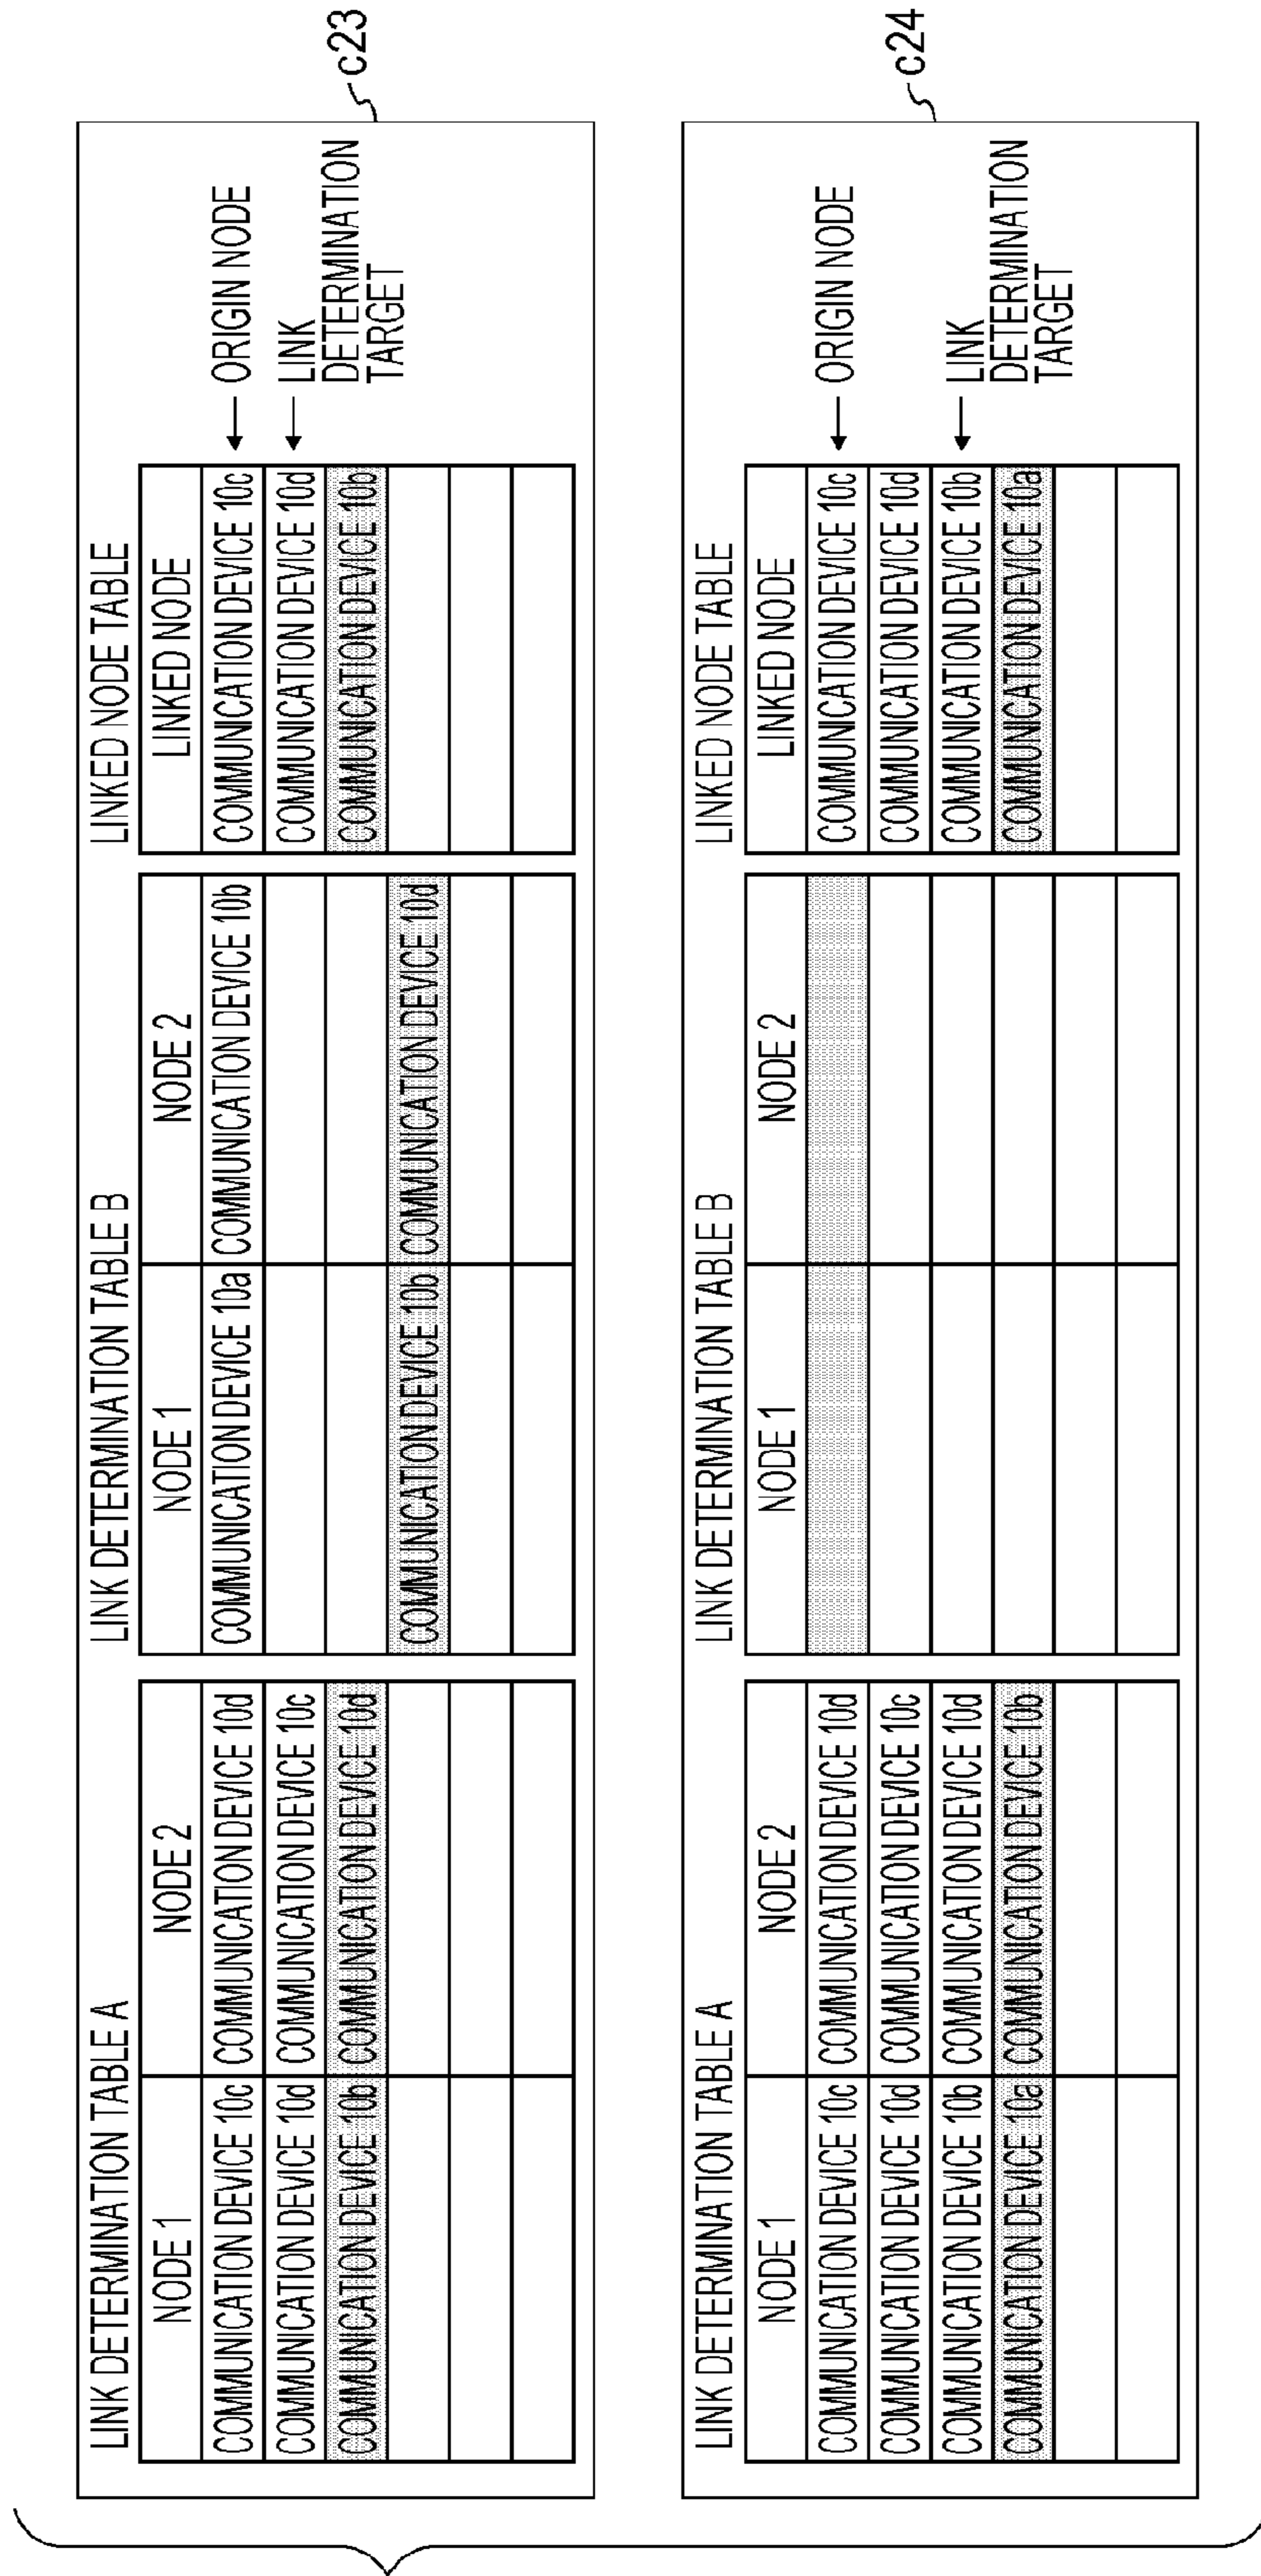 LINK DETERMINATION TABLE A
NODE 1 NODE 2
COMMUNICATION DEVICE 10c COMMUNICATION DEVICE 10d
COMMUNICATION DEVICE 10d COMMUNICATION DEVICE 10c
COMMUNICATION DEVICE 10b COMMUNICATION DEVICE 10d
LINK DETERMINATION TABLE B
NODE 1 NODE 2
COMMUNICATION DEVICE 10a COMMUNICATION DEVICE 10b
COMMUNICATION DEVICE 10b COMMUNICATION DEVICE 10d
LINKED NODE TABLE
LINKED NODE
COMMUNICATION DEVICE 10c
COMMUNICATION DEVICE 10d
COMMUNICATION DEVICE 10b
ORIGIN NODE
LINK
DETERMINATION
TARGET
c23
LINK DETERMINATION TABLE A
NODE 1 NODE 2
COMMUNICATION DEVICE 10c COMMUNICATION DEVICE 10d
COMMUNICATION DEVICE 10d COMMUNICATION DEVICE 10c
COMMUNICATION DEVICE 10b COMMUNICATION DEVICE 10d
COMMUNICATION DEVICE 10a COMMUNICATION DEVICE 10b
LINK DETERMINATION TABLE B
NODE 1 NODE 2
LINKED NODE TABLE
LINKED NODE
COMMUNICATION DEVICE 10c
COMMUNICATION DEVICE 10d
COMMUNICATION DEVICE 10b
COMMUNICATION DEVICE 10a
ORIGIN NODE
LINK
DETERMINATION
TARGET
c24